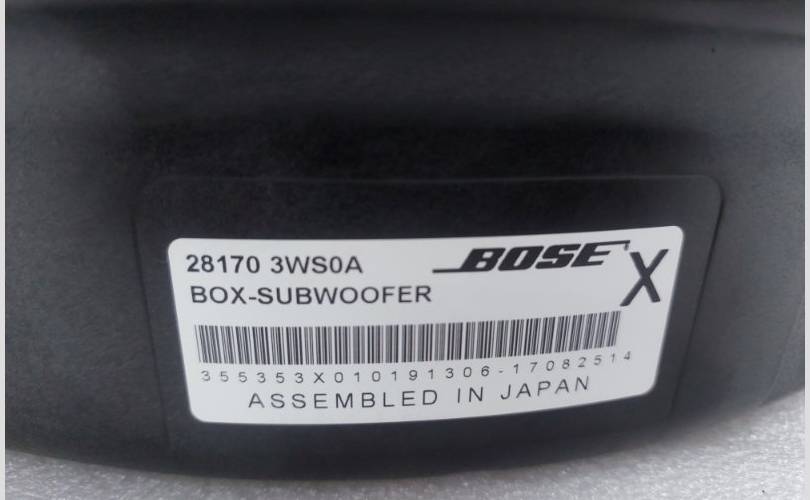 28170 3WS0A
BOSE X
BOX-SUBWOOFER
355353X010191306-17082514
ASSEMBLED IN JAPAN